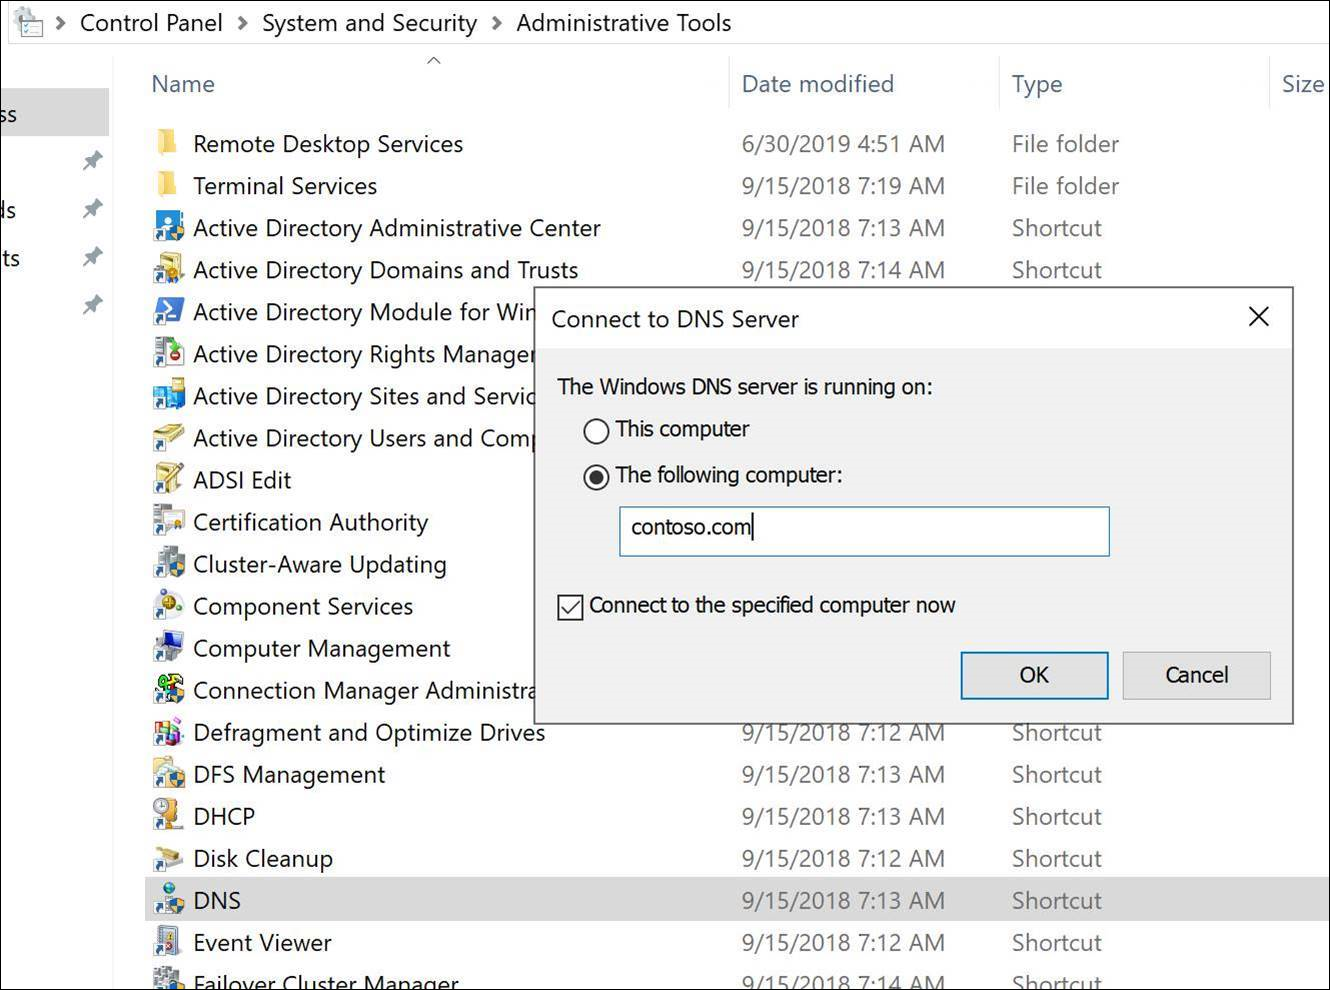 Control Panel > System and Security > Administrative Tools
Name Date modified Type Size
ss
Remote Desktop Services 6/30/2019 4:51 AM File folder
Terminal Services 9/15/2018 7:19 AM File folder
ds
Active Directory Administrative Center 9/15/2018 7:13 AM Shortcut
ts
Active Directory Domains and Trusts 9/15/2018 7:14 AM Shortcut
Active Directory Module for Win
Active Directory Rights Manager
Active Directory Sites and Servic
Active Directory Users and Comp
ADSI Edit
Certification Authority
Cluster-Aware Updating
Component Services
Computer Management
Connection Manager Administra
Connect to DNS Server
The Windows DNS server is running on:
This computer
The following computer:
contoso.com
Connect to the specified computer now
OK Cancel
Defragment and Optimize Drives 9/15/2018 7:12 AM Shortcut
DFS Management 9/15/2018 7:13 AM Shortcut
DHCP 9/15/2018 7:13 AM Shortcut
Disk Cleanup 9/15/2018 7:12 AM Shortcut
DNS 9/15/2018 7:13 AM Shortcut
Event Viewer 9/15/2018 7:12 AM Shortcut
Failover Cluster Manager 9/15/2018 7:14 AM Shortcut